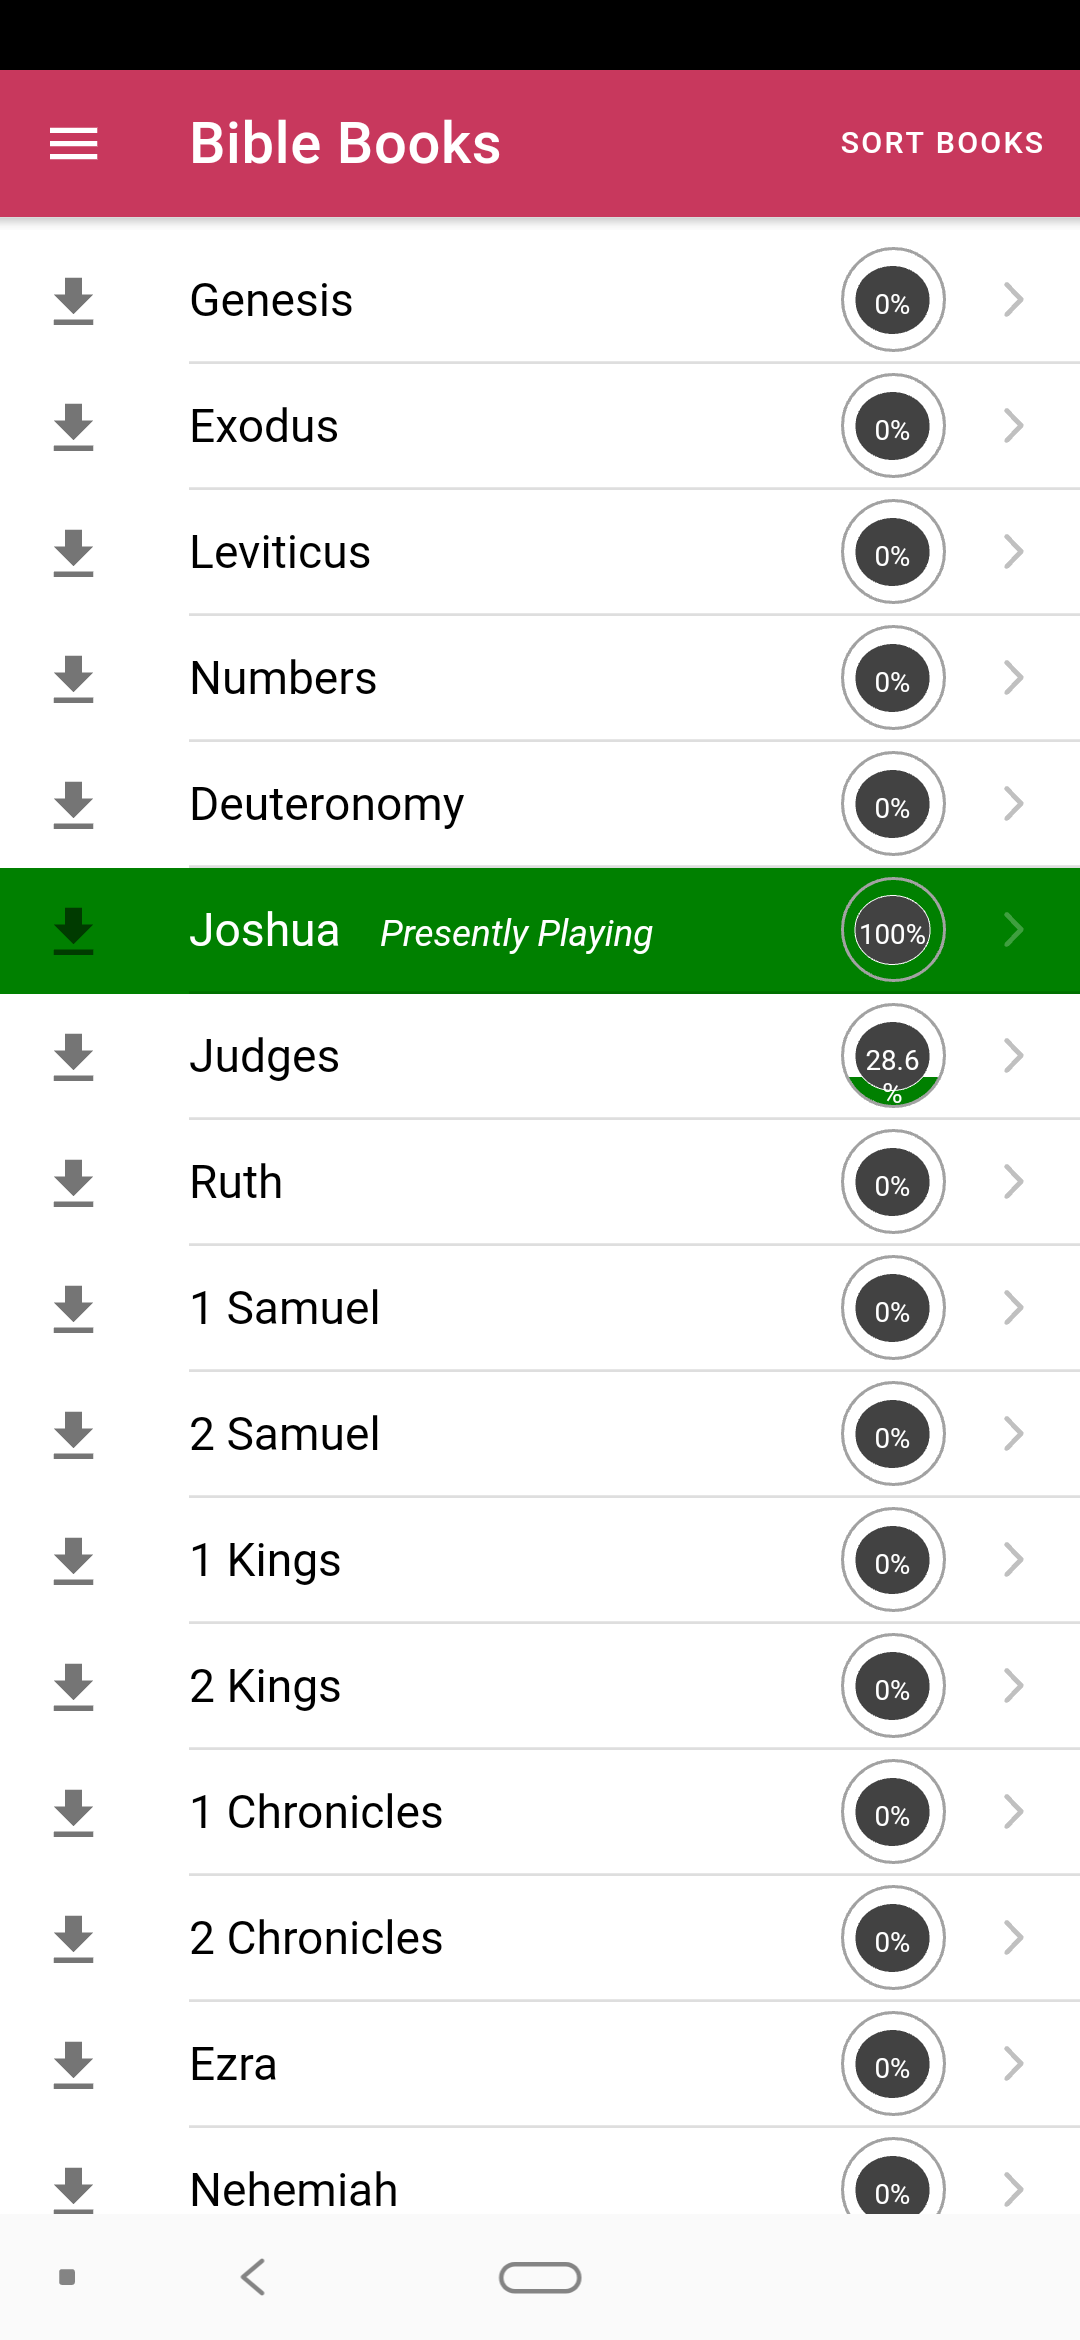 Bible Books SORT BOOKS
Genesis 0%
Exodus 0%
Leviticus 0%
Numbers 0%
Deuteronomy 0%
Joshua Presently Playing 100%
Judges 28.6
%
Ruth 0%
1 Samuel 0%
2 Samuel 0%
1 Kings 0%
2 Kings 0%
1 Chronicles 0%
2 Chronicles 0%
Ezra 0%
Nehemiah 0%